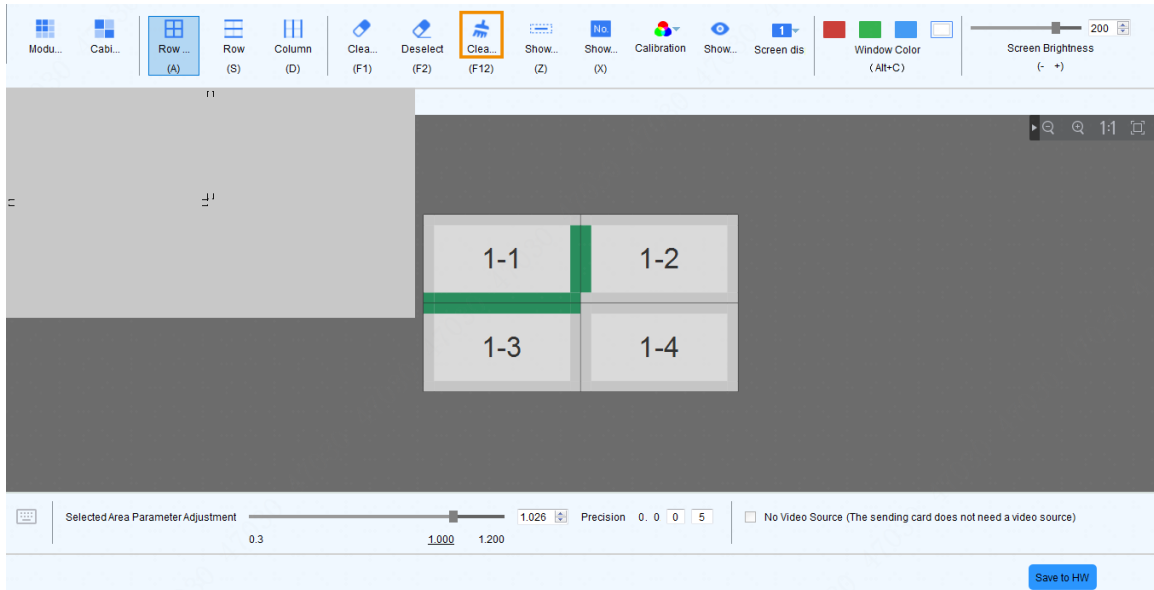 No. 1 200
Modu... Cabi... Row ... Row Column Clea... Deselect Clea... Show... Show... Calibration Show... Screen dis Window Color Screen Brightness
(A) (S) (D) (F1) (F2) (F12) (Z) (X) (Alt+C) (- +)
1:1
1-1 1-2
1-3 1-4
Selected Area Parameter Adjustment 1.026 Precision 0. 0 0 5 No Video Source (The sending card does not need a video source)
0.3 1.000 1.200
Save to HW